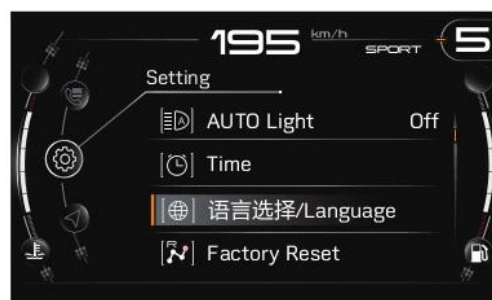 195 km/h SPORT 5
Setting
AUTO Light Off
Time
语言选择/Language
Factory Reset